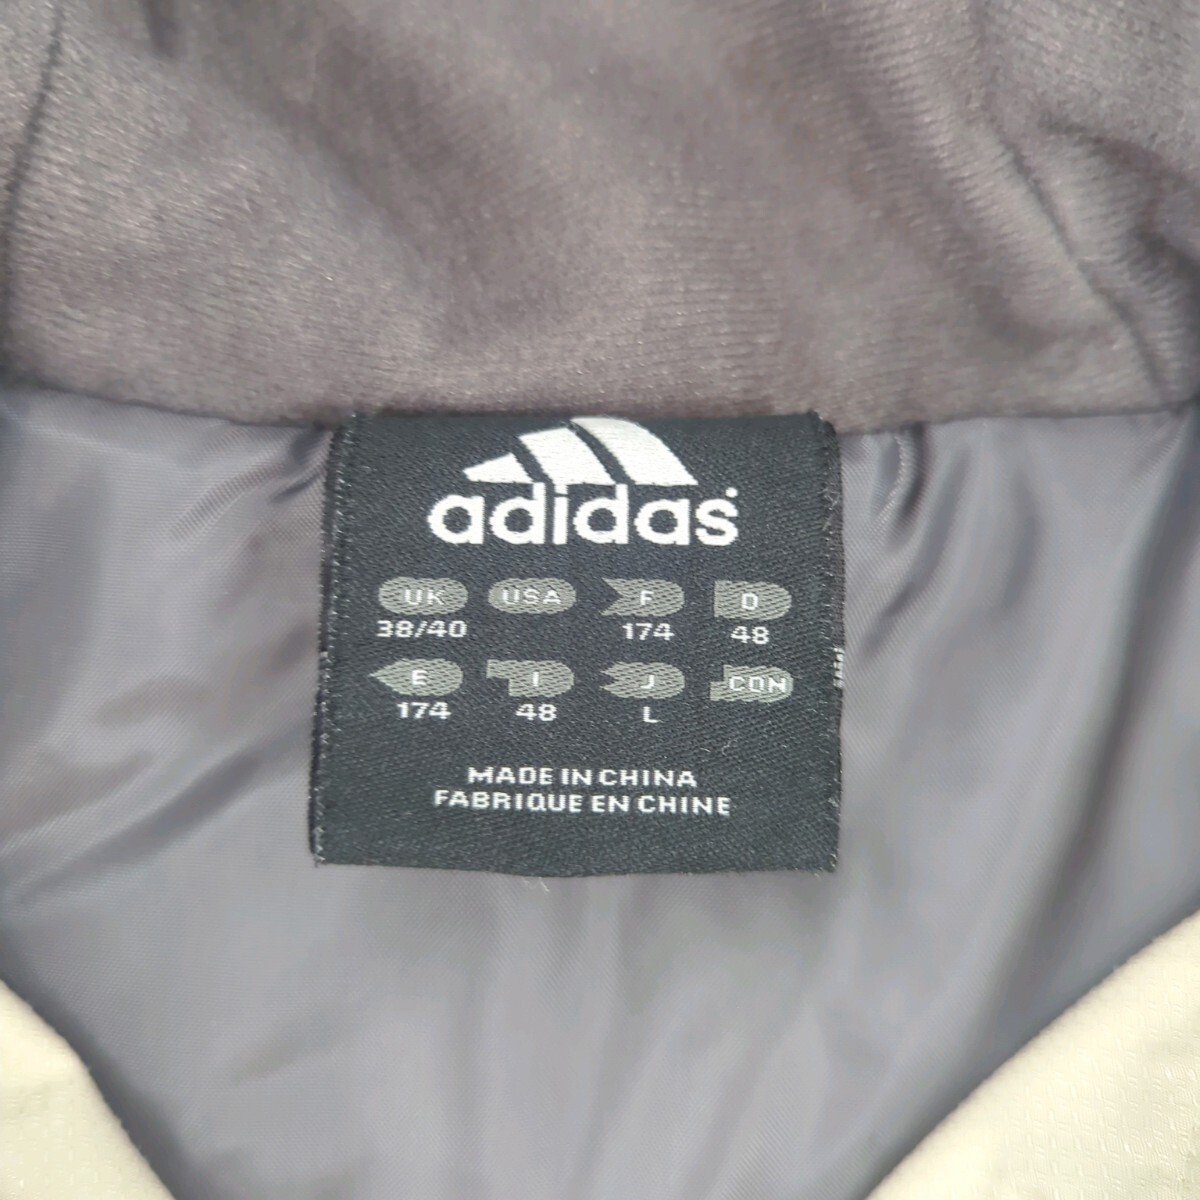 adidas
UK USA F D
38/40 174 48
E I J CON
174 48 L
MADE IN CHINA
FABRIQUE EN CHINE